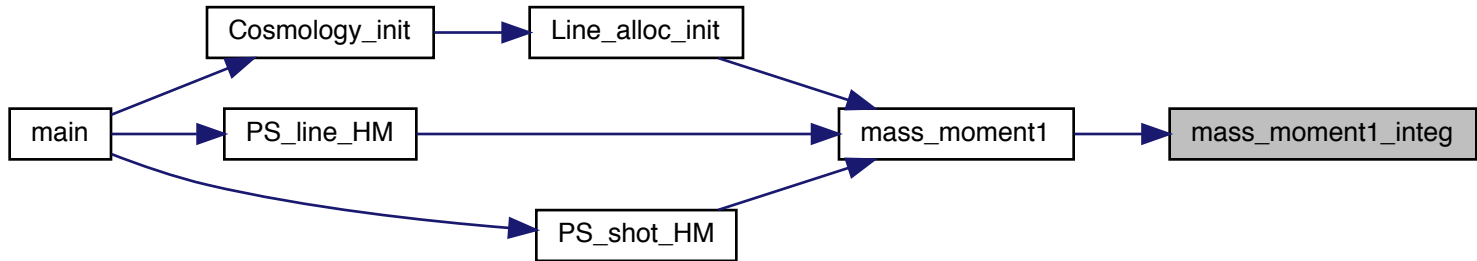 Cosmology_init
Line_alloc_init
main
PS_line_HM
mass_moment1
mass_moment1_integ
PS_shot_HM